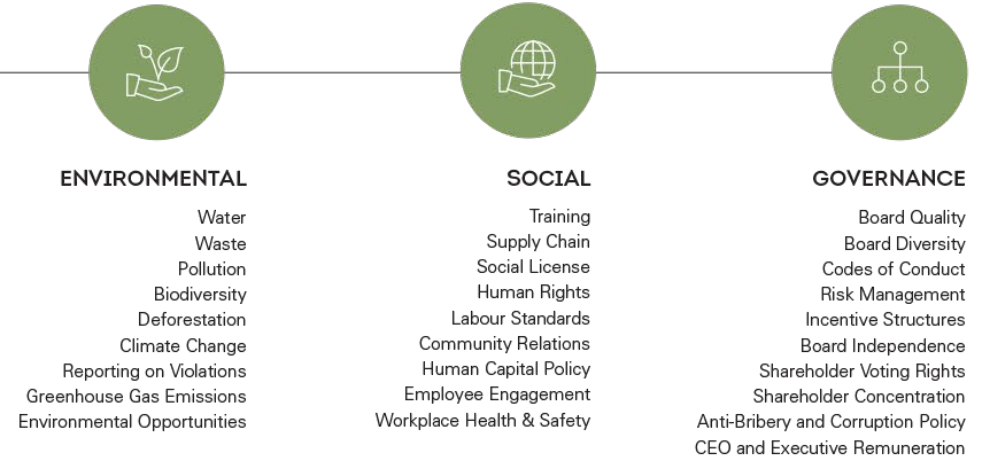 ENVIRONMENTAL
Water
Waste
Pollution
Biodiversity
Deforestation
Climate Change
Reporting on Violations
Greenhouse Gas Emissions
Environmental Opportunities
SOCIAL
Training
Supply Chain
Social License
Human Rights
Labour Standards
Community Relations
Human Capital Policy
Employee Engagement
Workplace Health & Safety
GOVERNANCE
Board Quality
Board Diversity
Codes of Conduct
Risk Management
Incentive Structures
Board Independence
Shareholder Voting Rights
Shareholder Concentration
Anti-Bribery and Corruption Policy
CEO and Executive Remuneration